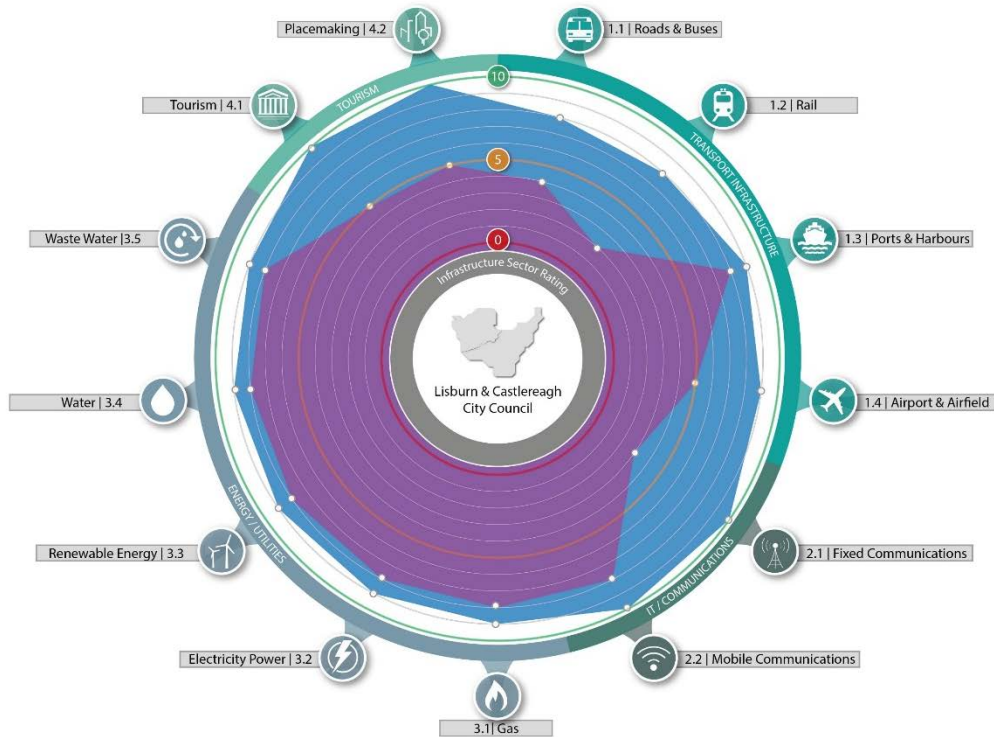 Placemaking | 4.2
1.1 | Roads & Buses
10
TOURISM
Tourism | 4.1
1.2 | Rail
TRANSPORT INFRASTRUCTURE
5
Waste Water |3.5
0
1.3 | Ports & Harbours
Infrastructure Sector Rating
Lisburn & Castlereagh
City Council
Water | 3.4
1.4 | Airport & Airfield
ENERGY / UTILITIES
Renewable Energy | 3.3
2.1 | Fixed Communications
IT / COMMUNICATIONS
Electricity Power | 3.2
2.2 | Mobile Communications
3.1| Gas